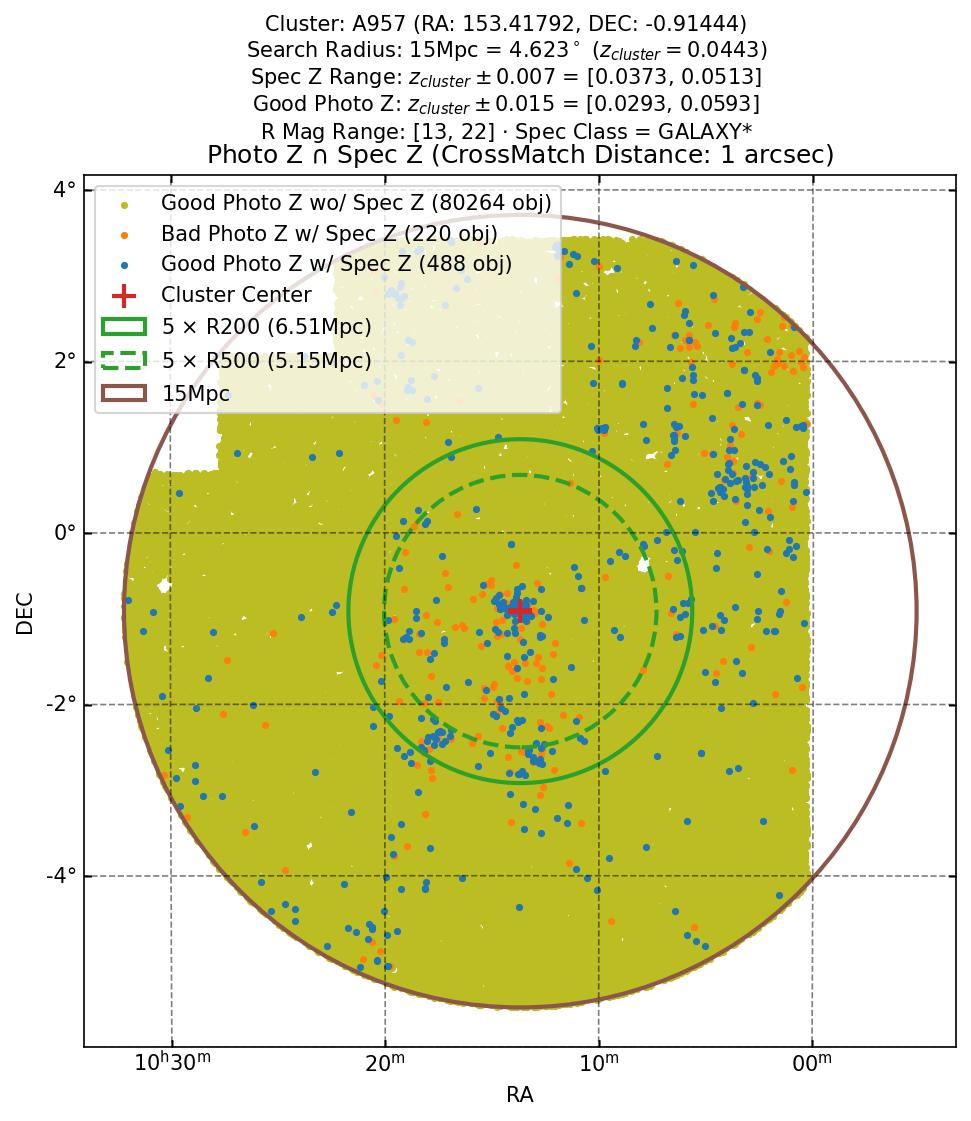 Cluster: A957 (RA: 153.41792, DEC: -0.91444)
Search Radius: 15Mpc = 4.623° (z_cluster = 0.0443)
Spec Z Range: z_cluster ± 0.007 = [0.0373, 0.0513]
Good Photo Z: z_cluster ± 0.015 = [0.0293, 0.0593]
R Mag Range: [13, 22] · Spec Class = GALAXY*
Photo Z ∩ Spec Z (CrossMatch Distance: 1 arcsec)
Good Photo Z wo/ Spec Z (80264 obj)
Bad Photo Z w/ Spec Z (220 obj)
Good Photo Z w/ Spec Z (488 obj)
Cluster Center
5 × R200 (6.51Mpc)
5 × R500 (5.15Mpc)
15Mpc
4°
2°
0°
-2°
-4°
DEC
10h30m
20m
10m
00m
RA